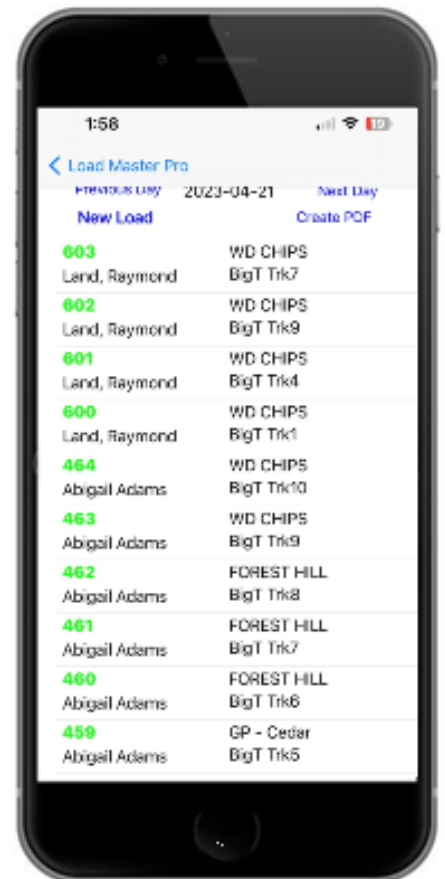 1:58
19
Load Master Pro
Previous Day 2023-04-21 Next Day
New Load Create PDF
603 WD CHIPS
Land, Raymond BigT Trk7
602 WD CHIPS
Land, Raymond BigT Trk9
601 WD CHIPS
Land, Raymond BigT Trk4
600 WD CHIPS
Land, Raymond BigT Trk1
464 WD CHIPS
Abigail Adams BigT Trk10
463 WD CHIPS
Abigail Adams BigT Trk9
462 FOREST HILL
Abigail Adams BigT Trk8
461 FOREST HILL
Abigail Adams BigT Trk7
460 FOREST HILL
Abigail Adams BigT Trk6
459 GP - Cedar
Abigail Adams BigT Trk5